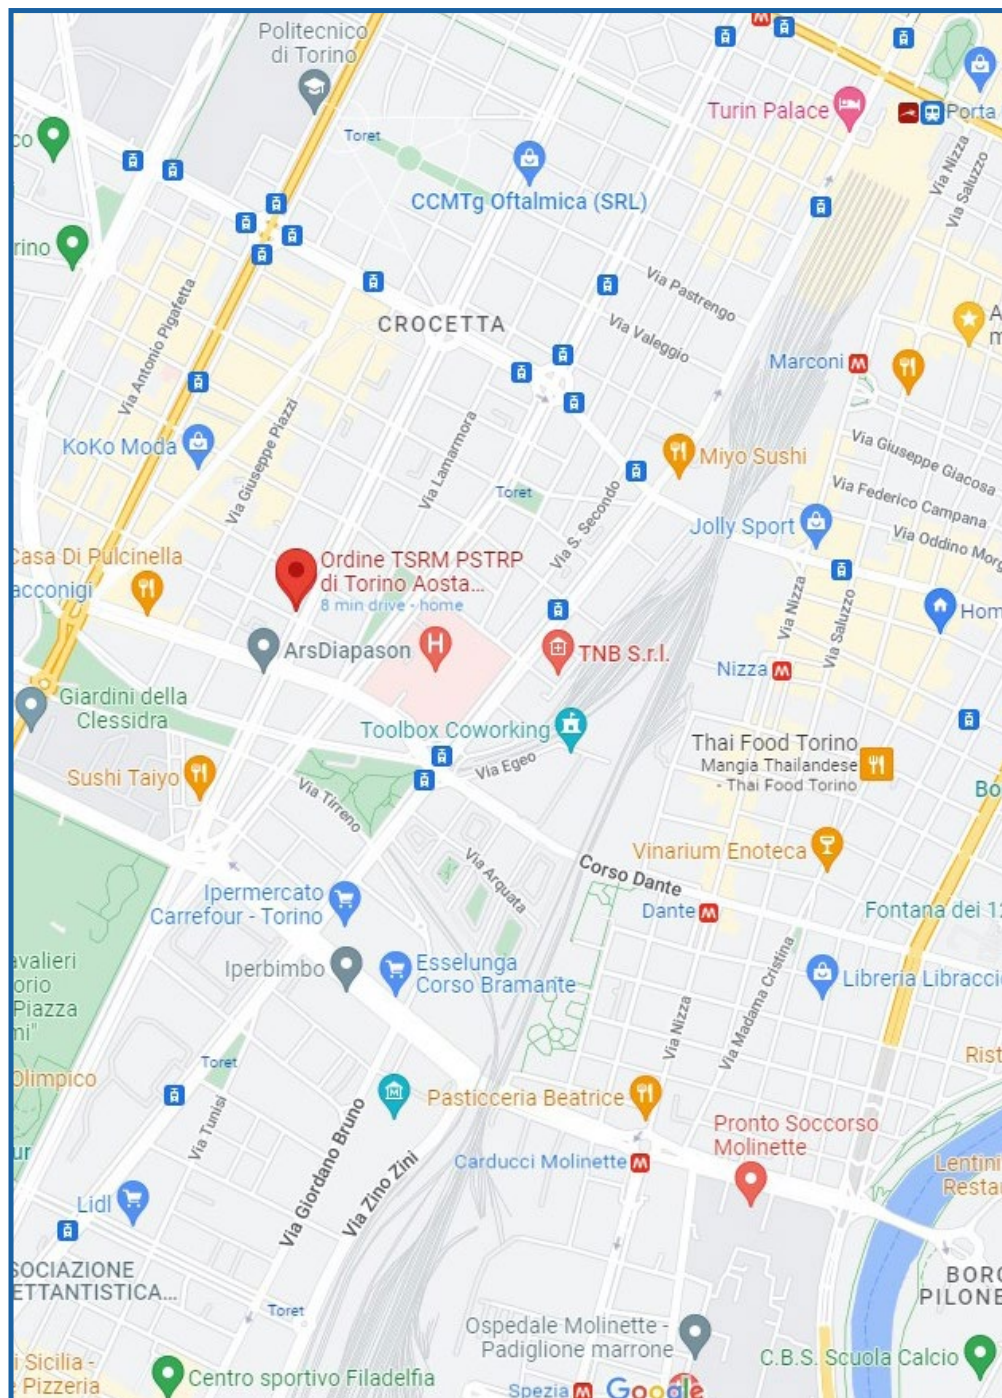 Politecnico
di Torino
Turin Palace
Porta
Toret
co
Via Nizza
Via Saluzzo
CCMTg Oftalmica (SRL)
rino
Via Pastrengo
Via Antonio Pigafetta
CROCETTA
Via Valeggio
A
m
Marconi
KoKo Moda
Via Giuseppe Piazzi
Via Lamarmora
Miyo Sushi
Via Giuseppe Giacosa
Via Federico Campana
Toret
Via S. Secondo
Jolly Sport
Via Oddino Morg
Casa Di Pulcinella
acconigi
Ordine TSRM PSTRP
di Torino Aosta...
8 min drive - home
Via Nizza
Via Saluzzo
Hom
ArsDiapason
H
TNB S.r.l.
Nizza
Giardini della
Clessidra
Toolbox Coworking
Thai Food Torino
Mangia Thailandese
- Thai Food Torino
Sushi Taiyo
Via Egeo
Bo
Via Tirreno
Vinarium Enoteca
Via Arquata
Corso Dante
Ipermercato
Carrefour - Torino
Dante
Fontana dei 12
avalieri
orio
Piazza
mi"
Iperbimbo
Esselunga
Corso Bramante
Via Madama Cristina
Libreria Libraccio
Via Nizza
Toret
Rist
Olimpico
Pasticceria Beatrice
Via Tunisi
Via Giordano Bruno
Pronto Soccorso
Molinette
ur
Carducci Molinette
Via Zino Zini
Lentini
Restau
Lidl
SOCIAZIONE
ETTANTISTICA...
BORG
PILONE
Toret
Ospedale Molinette -
Padiglione marrone
C.B.S. Scuola Calcio
i Sicilia -
e Pizzeria
Centro sportivo Filadelfia
Spezia
Google